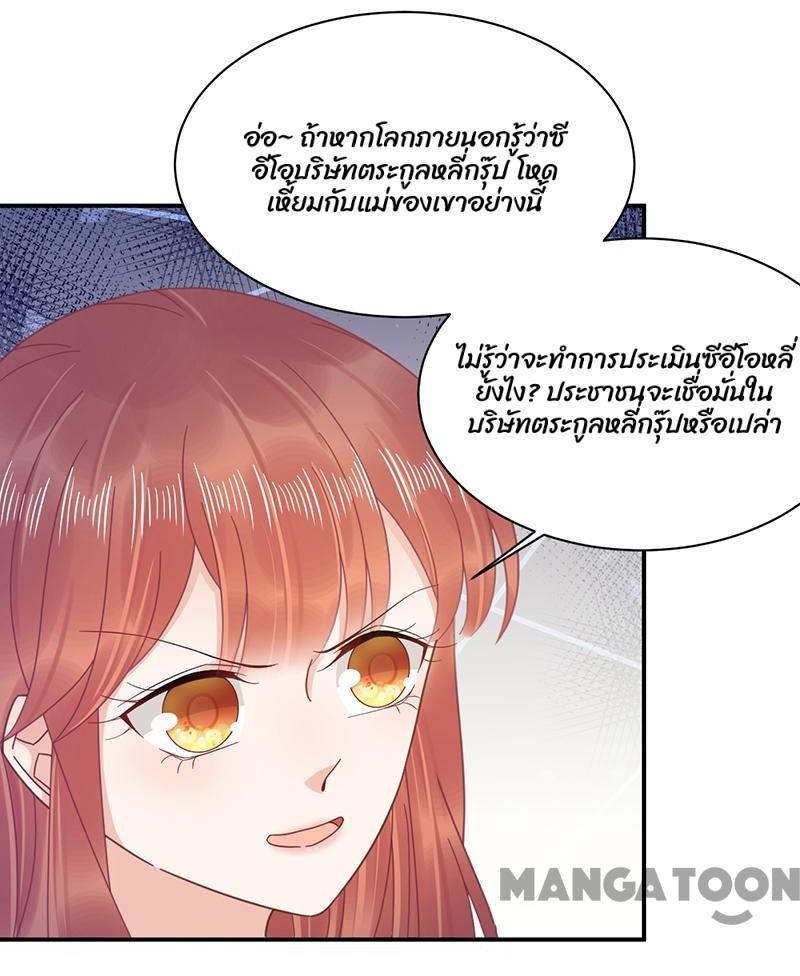 อ่อ~ ถ้าหากโลกภายนอกรู้ว่าซี
อีโอบริษัทตระกูลหลี่กรุ๊ป โหด
เหี้ยมกับแม่ของเขาอย่างนี้
ไม่รู้ว่าจะทำการประเมินซีอีโอหลี่
ยังไง? ประชาชนจะเชื่อมั่นใน
บริษัทตระกูลหลี่กรุ๊ปหรือเปล่า
MANGATOON